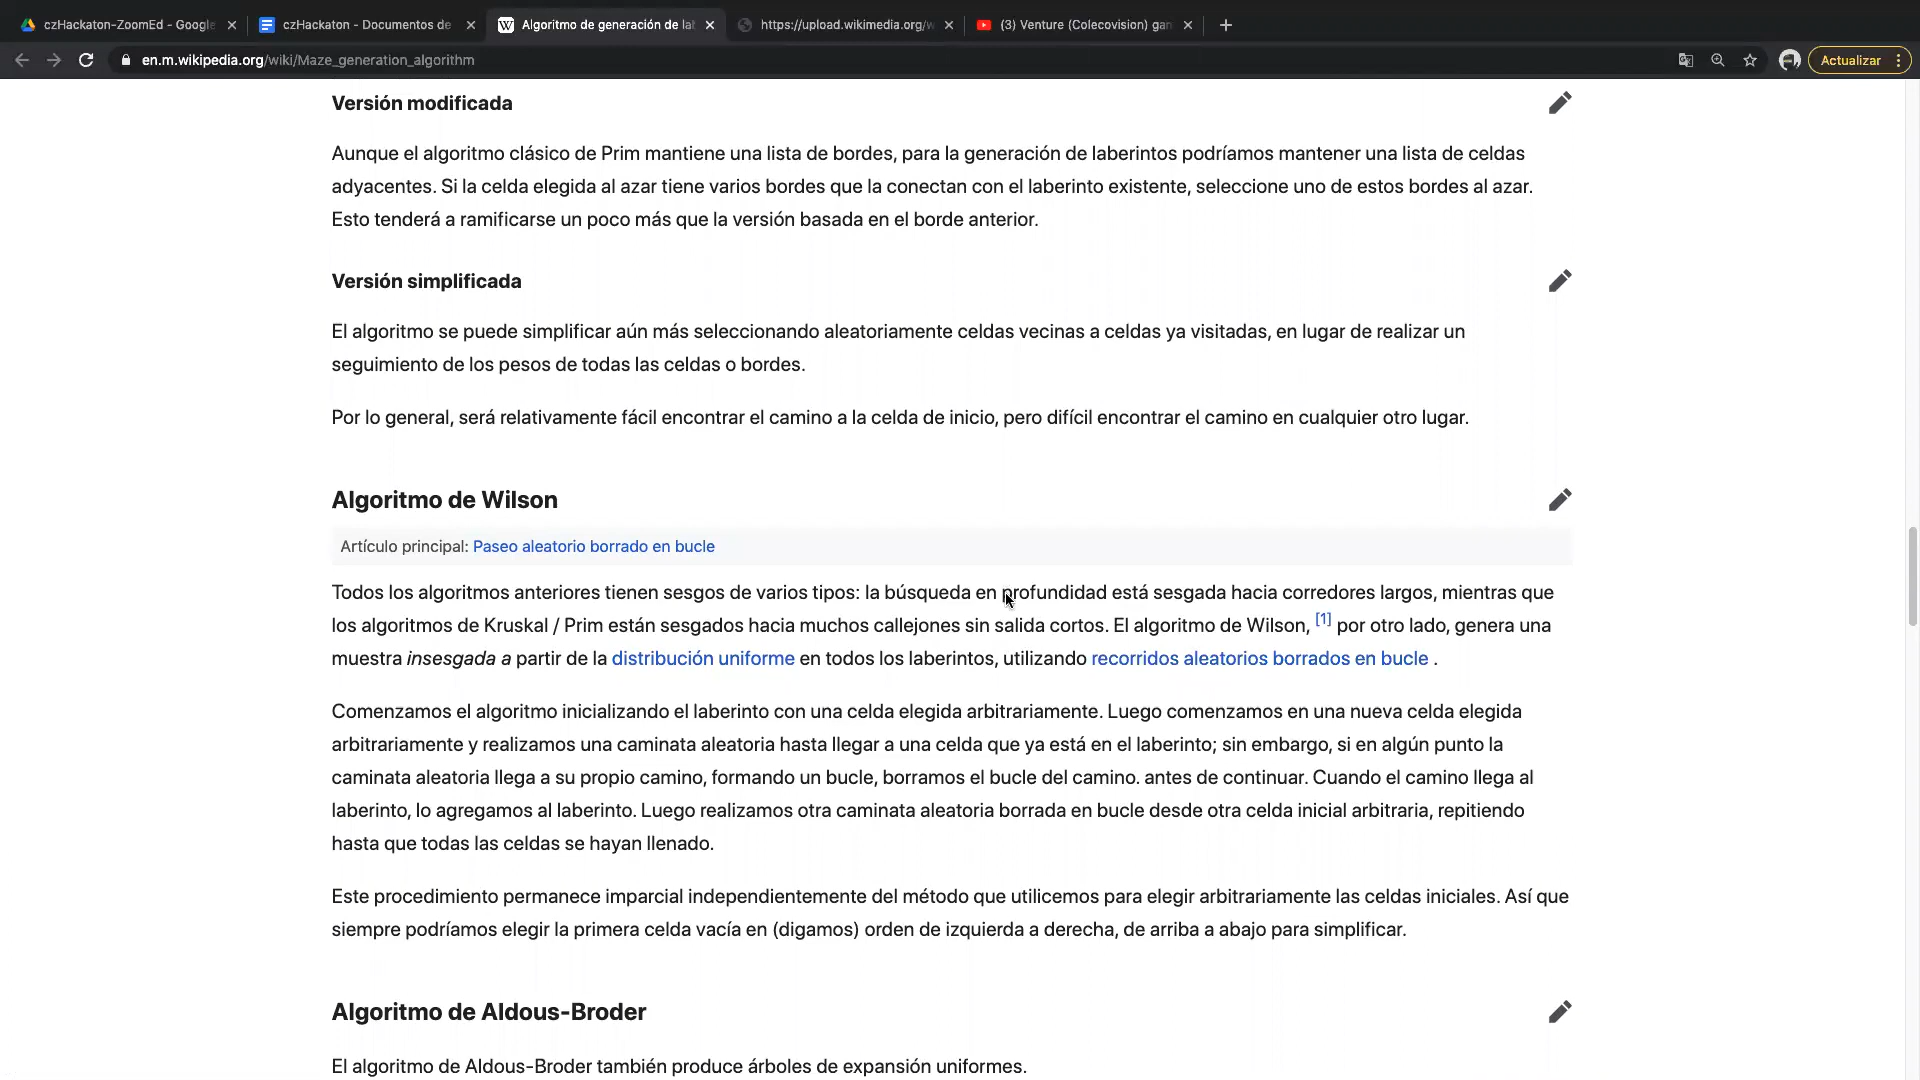 czHackaton-ZoomEd - Google
czHackaton - Documentos de
Algoritmo de generación de la
https://upload.wikimedia.org/w
(3) Venture (Colecovision) gam
en.m.wikipedia.org/wiki/Maze_generation_algorithm
Actualizar
Versión modificada
Aunque el algoritmo clásico de Prim mantiene una lista de bordes, para la generación de laberintos podríamos mantener una lista de celdas
adyacentes. Si la celda elegida al azar tiene varios bordes que la conectan con el laberinto existente, seleccione uno de estos bordes al azar.
Esto tenderá a ramificarse un poco más que la versión basada en el borde anterior.
Versión simplificada
El algoritmo se puede simplificar aún más seleccionando aleatoriamente celdas vecinas a celdas ya visitadas, en lugar de realizar un
seguimiento de los pesos de todas las celdas o bordes.
Por lo general, será relativamente fácil encontrar el camino a la celda de inicio, pero difícil encontrar el camino en cualquier otro lugar.
Algoritmo de Wilson
Artículo principal: Paseo aleatorio borrado en bucle
Todos los algoritmos anteriores tienen sesgos de varios tipos: la búsqueda en profundidad está sesgada hacia corredores largos, mientras que
los algoritmos de Kruskal / Prim están sesgados hacia muchos callejones sin salida cortos. El algoritmo de Wilson, [1] por otro lado, genera una
muestra insesgada a partir de la distribución uniforme en todos los laberintos, utilizando recorridos aleatorios borrados en bucle .
Comenzamos el algoritmo inicializando el laberinto con una celda elegida arbitrariamente. Luego comenzamos en una nueva celda elegida
arbitrariamente y realizamos una caminata aleatoria hasta llegar a una celda que ya está en el laberinto; sin embargo, si en algún punto la
caminata aleatoria llega a su propio camino, formando un bucle, borramos el bucle del camino. antes de continuar. Cuando el camino llega al
laberinto, lo agregamos al laberinto. Luego realizamos otra caminata aleatoria borrada en bucle desde otra celda inicial arbitraria, repitiendo
hasta que todas las celdas se hayan llenado.
Este procedimiento permanece imparcial independientemente del método que utilicemos para elegir arbitrariamente las celdas iniciales. Así que
siempre podríamos elegir la primera celda vacía en (digamos) orden de izquierda a derecha, de arriba a abajo para simplificar.
Algoritmo de Aldous-Broder
El algoritmo de Aldous-Broder también produce árboles de expansión uniformes.